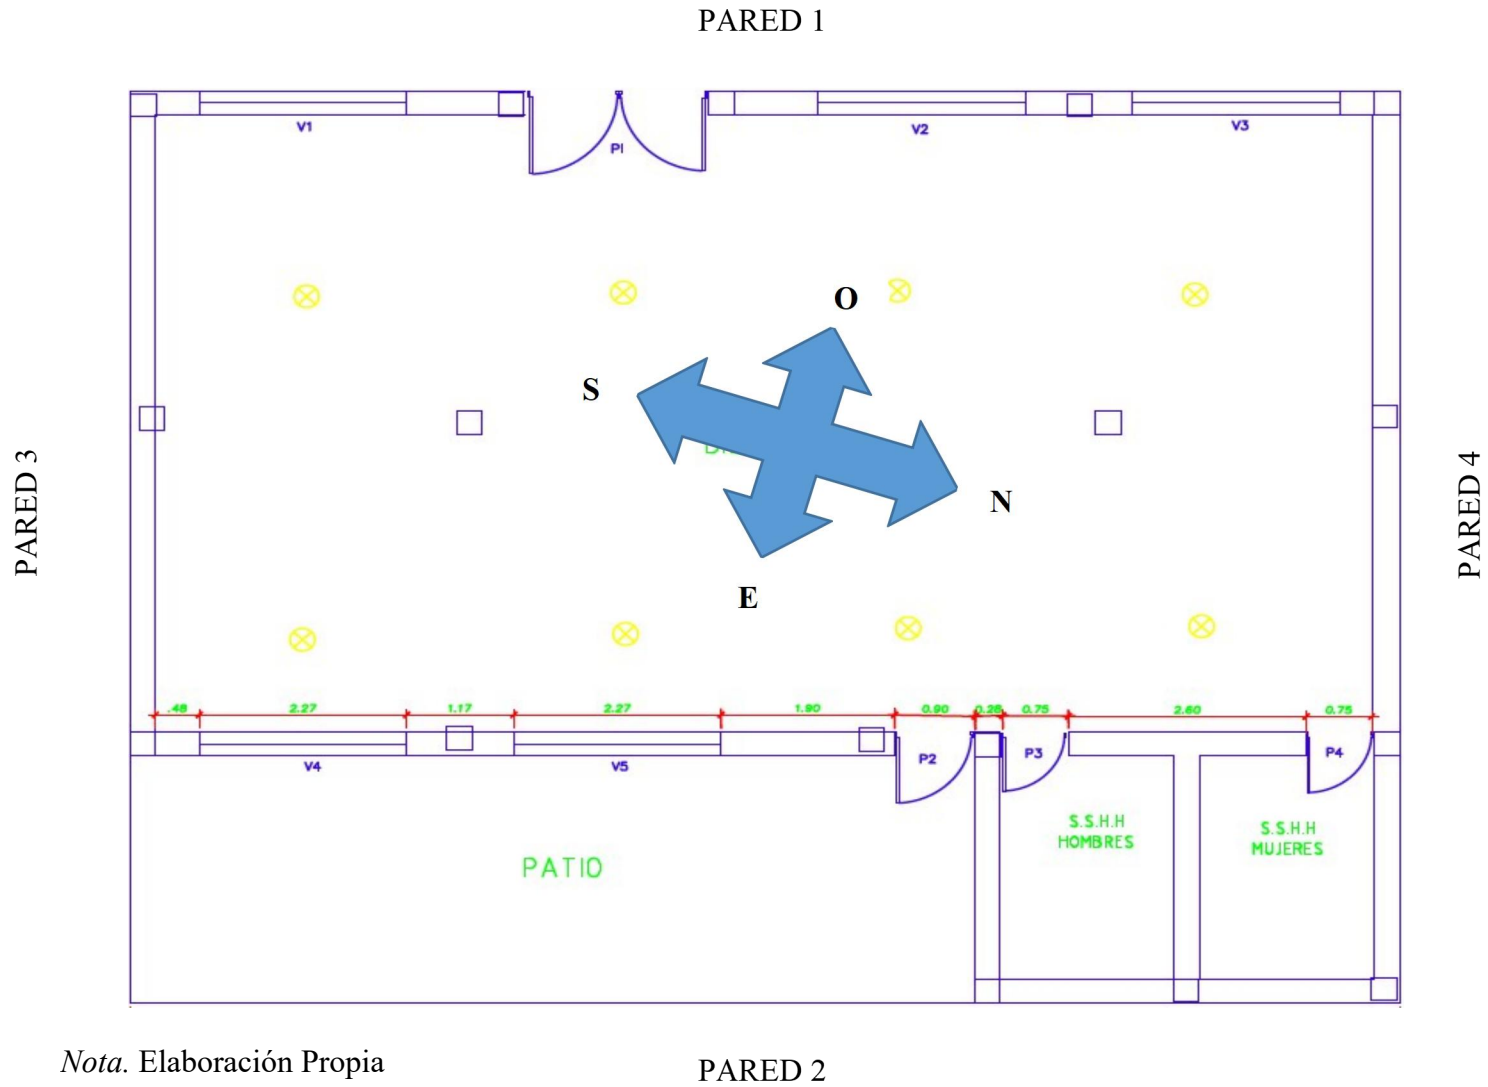 PARED 1
V1
P1
V2
V3
O
S
N
E
PARED 3
PARED 4
.48
2.27
1.17
2.27
1.90
0.90
0.28
0.75
2.60
0.75
V4
V5
P2
P3
P4
S.S.H.H
HOMBRES
S.S.H.H
MUJERES
PATIO
Nota. Elaboración Propia
PARED 2